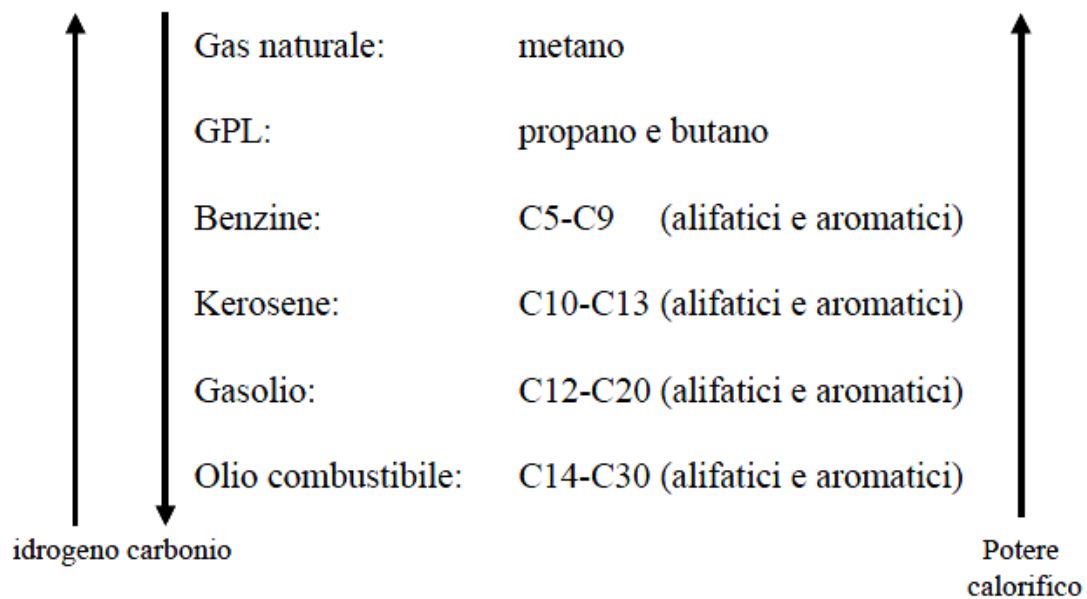 Gas naturale: metano
GPL: propano e butano
Benzine: C5-C9 (alifatici e aromatici)
Kerosene: C10-C13 (alifatici e aromatici)
Gasolio: C12-C20 (alifatici e aromatici)
Olio combustibile: C14-C30 (alifatici e aromatici)
idrogeno carbonio
Potere
calorifico